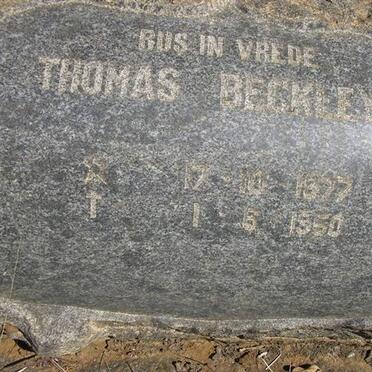 RUS IN VREDE
THOMAS BECKLEY
☆ 17 - 10 - 1877
† 1 - 5 - 1950